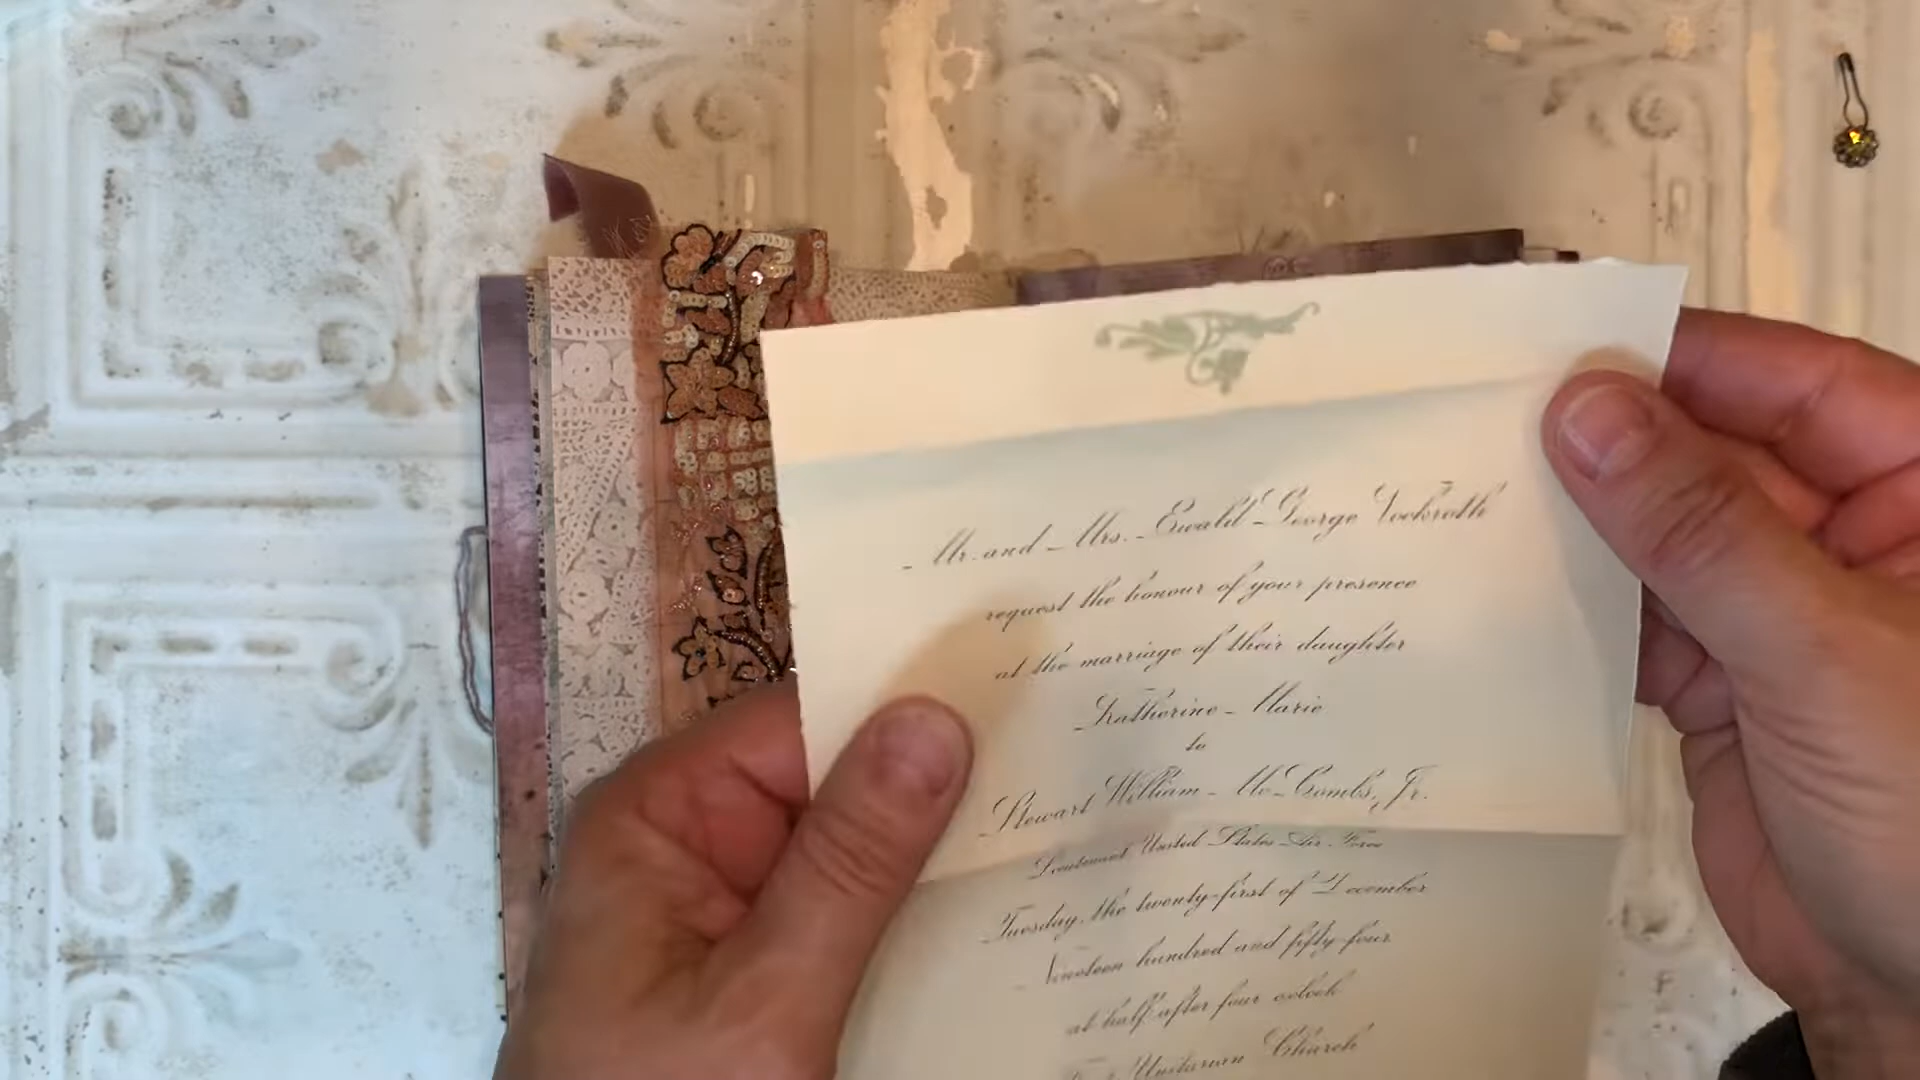 Mr. and Mrs. Ewald George Vockroth
request the honour of your presence
at the marriage of their daughter
Katherine Marie
to
Stewart William Mc Combs, Jr.
Lieutenant, United States Air Force
Tuesday, the twenty-first of December
Nineteen hundred and fifty-four
at half after four o'clock
Unitarian Church